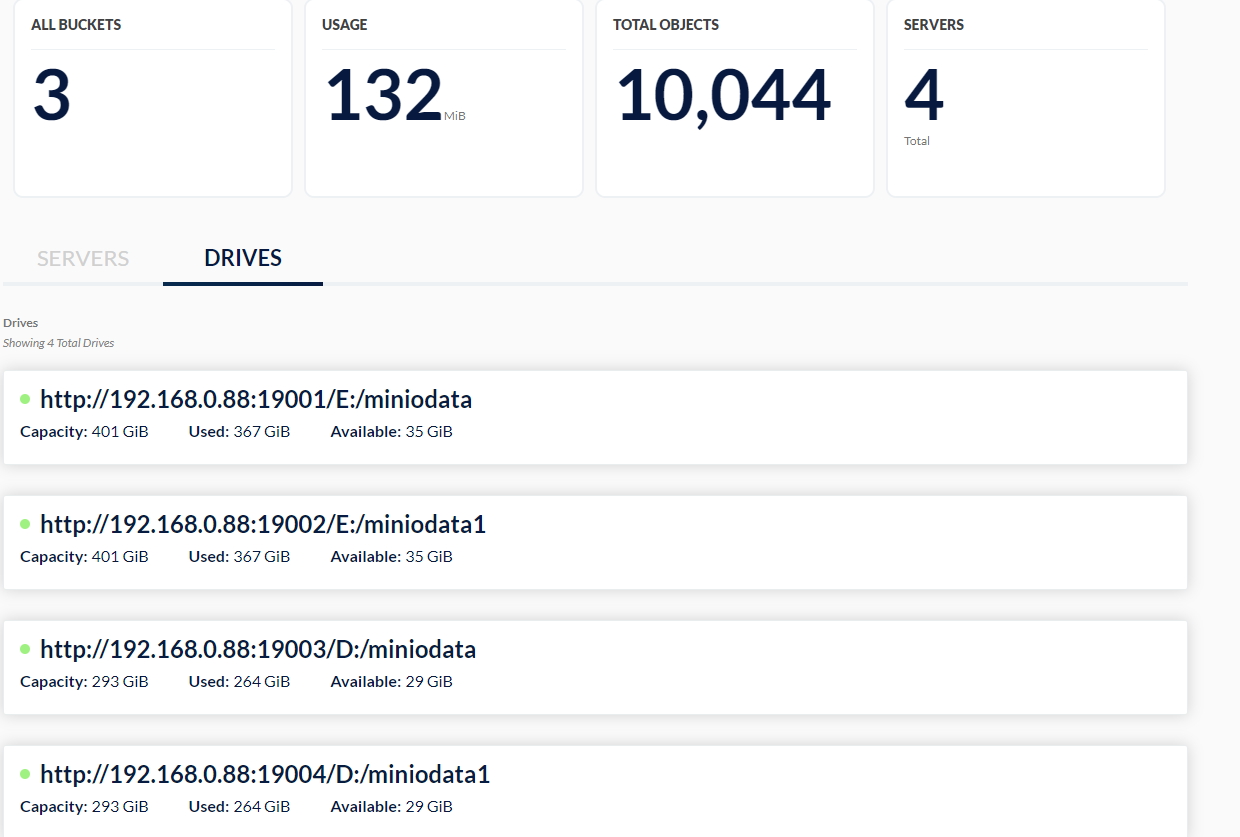 ALL BUCKETS
3
USAGE
132 MiB
TOTAL OBJECTS
10,044
SERVERS
4
Total
SERVERS DRIVES
Drives
Showing 4 Total Drives
http://192.168.0.88:19001/E:/miniodata
Capacity: 401 GiB Used: 367 GiB Available: 35 GiB
http://192.168.0.88:19002/E:/miniodata1
Capacity: 401 GiB Used: 367 GiB Available: 35 GiB
http://192.168.0.88:19003/D:/miniodata
Capacity: 293 GiB Used: 264 GiB Available: 29 GiB
http://192.168.0.88:19004/D:/miniodata1
Capacity: 293 GiB Used: 264 GiB Available: 29 GiB